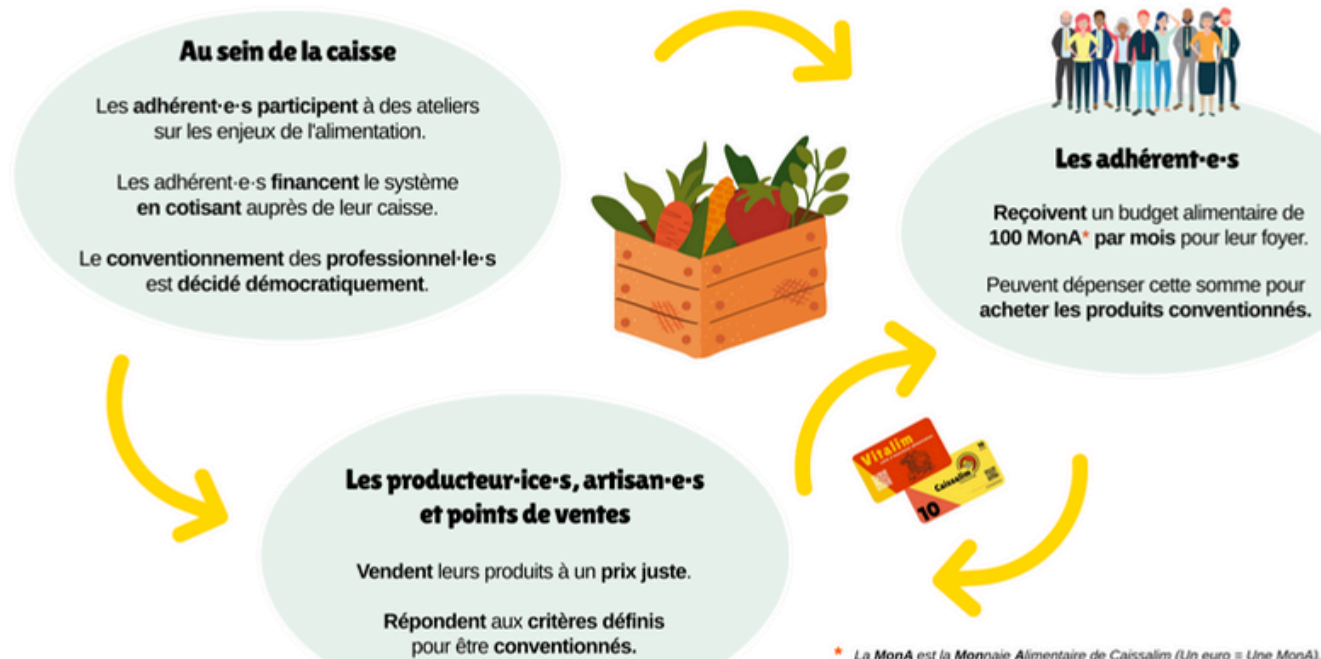 Au sein de la caisse
Les adhérent·e·s participent à des ateliers
sur les enjeux de l'alimentation.
Les adhérent·e·s financent le système
en cotisant auprès de leur caisse.
Le conventionnement des professionnel·le·s
est décidé démocratiquement.
Les adhérent·e·s
Reçoivent un budget alimentaire de
100 MonA* par mois pour leur foyer.
Peuvent dépenser cette somme pour
acheter les produits conventionnés.
Vitalim
Caissalim
10
Les producteur·ice·s, artisan·e·s
et points de ventes
Vendent leurs produits à un prix juste.
Répondent aux critères définis
pour être conventionnés.
* La MonA est la Monnaie Alimentaire de Caissalim (Un euro = Une MonA).